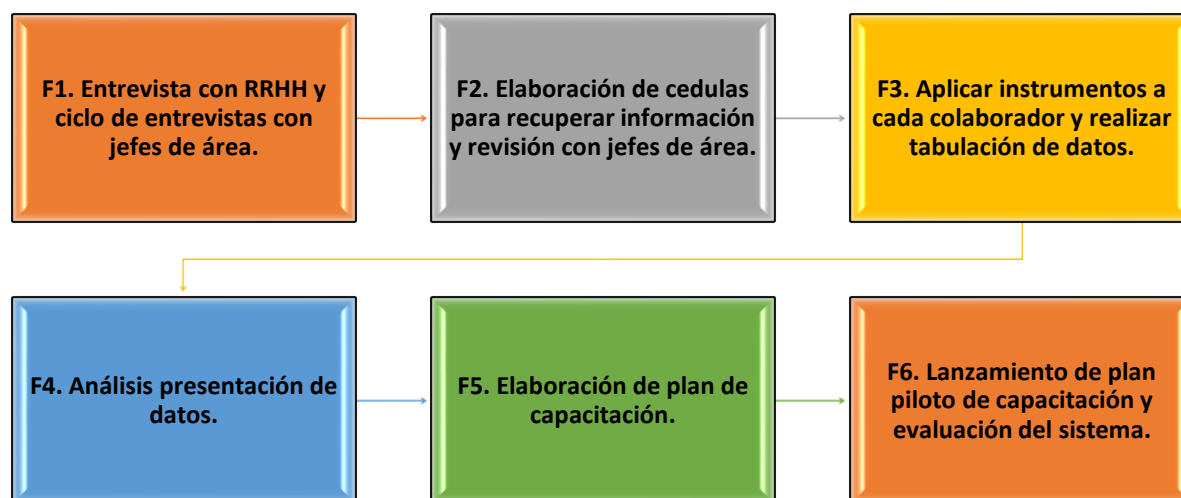 F1. Entrevista con RRHH y
ciclo de entrevistas con
jefes de área.
F2. Elaboración de cedulas
para recuperar información
y revisión con jefes de área.
F3. Aplicar instrumentos a
cada colaborador y realizar
tabulación de datos.
F4. Análisis presentación de
datos.
F5. Elaboración de plan de
capacitación.
F6. Lanzamiento de plan
piloto de capacitación y
evaluación del sistema.